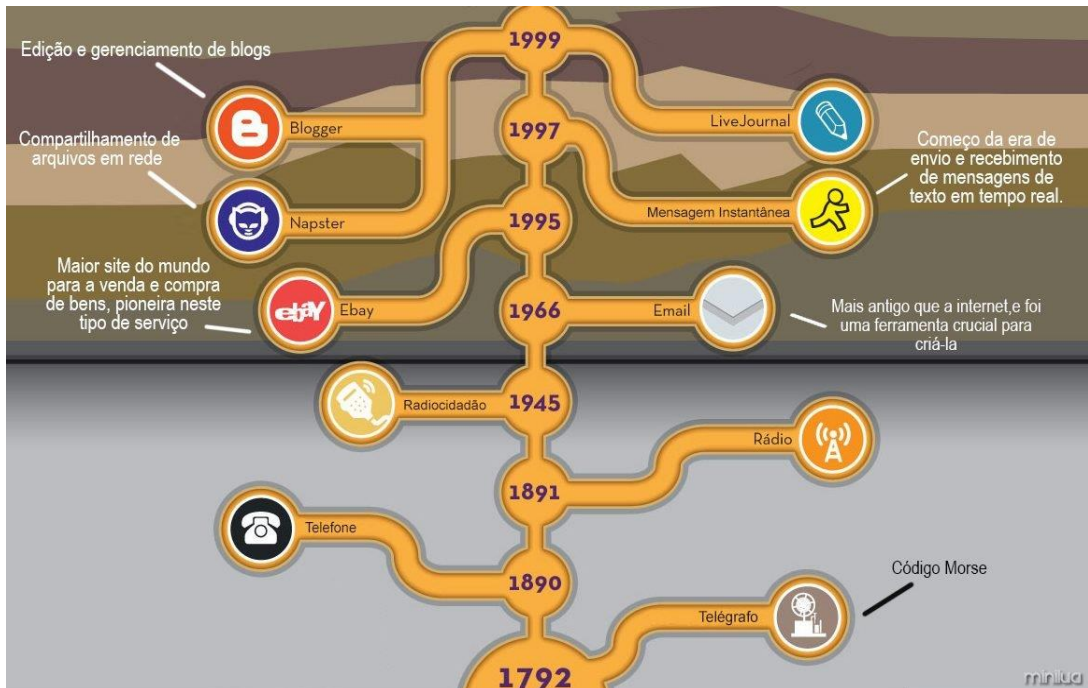 1999
Edição e gerenciamento de blogs
Blogger
LiveJournal
1997
Compartilhamento de
arquivos em rede
Napster
Começo da era de
envio e recebimento
de mensagens de
texto em tempo real.
Mensagem Instantânea
1995
Maior site do mundo
para a venda e compra
de bens, pioneira neste
tipo de serviço
ebay
Ebay
1966
Email
Mais antigo que a internet,e foi
uma ferramenta crucial para
criá-la
Radiocidadão
1945
Rádio
1891
Telefone
1890
Código Morse
Telégrafo
1792
minilua